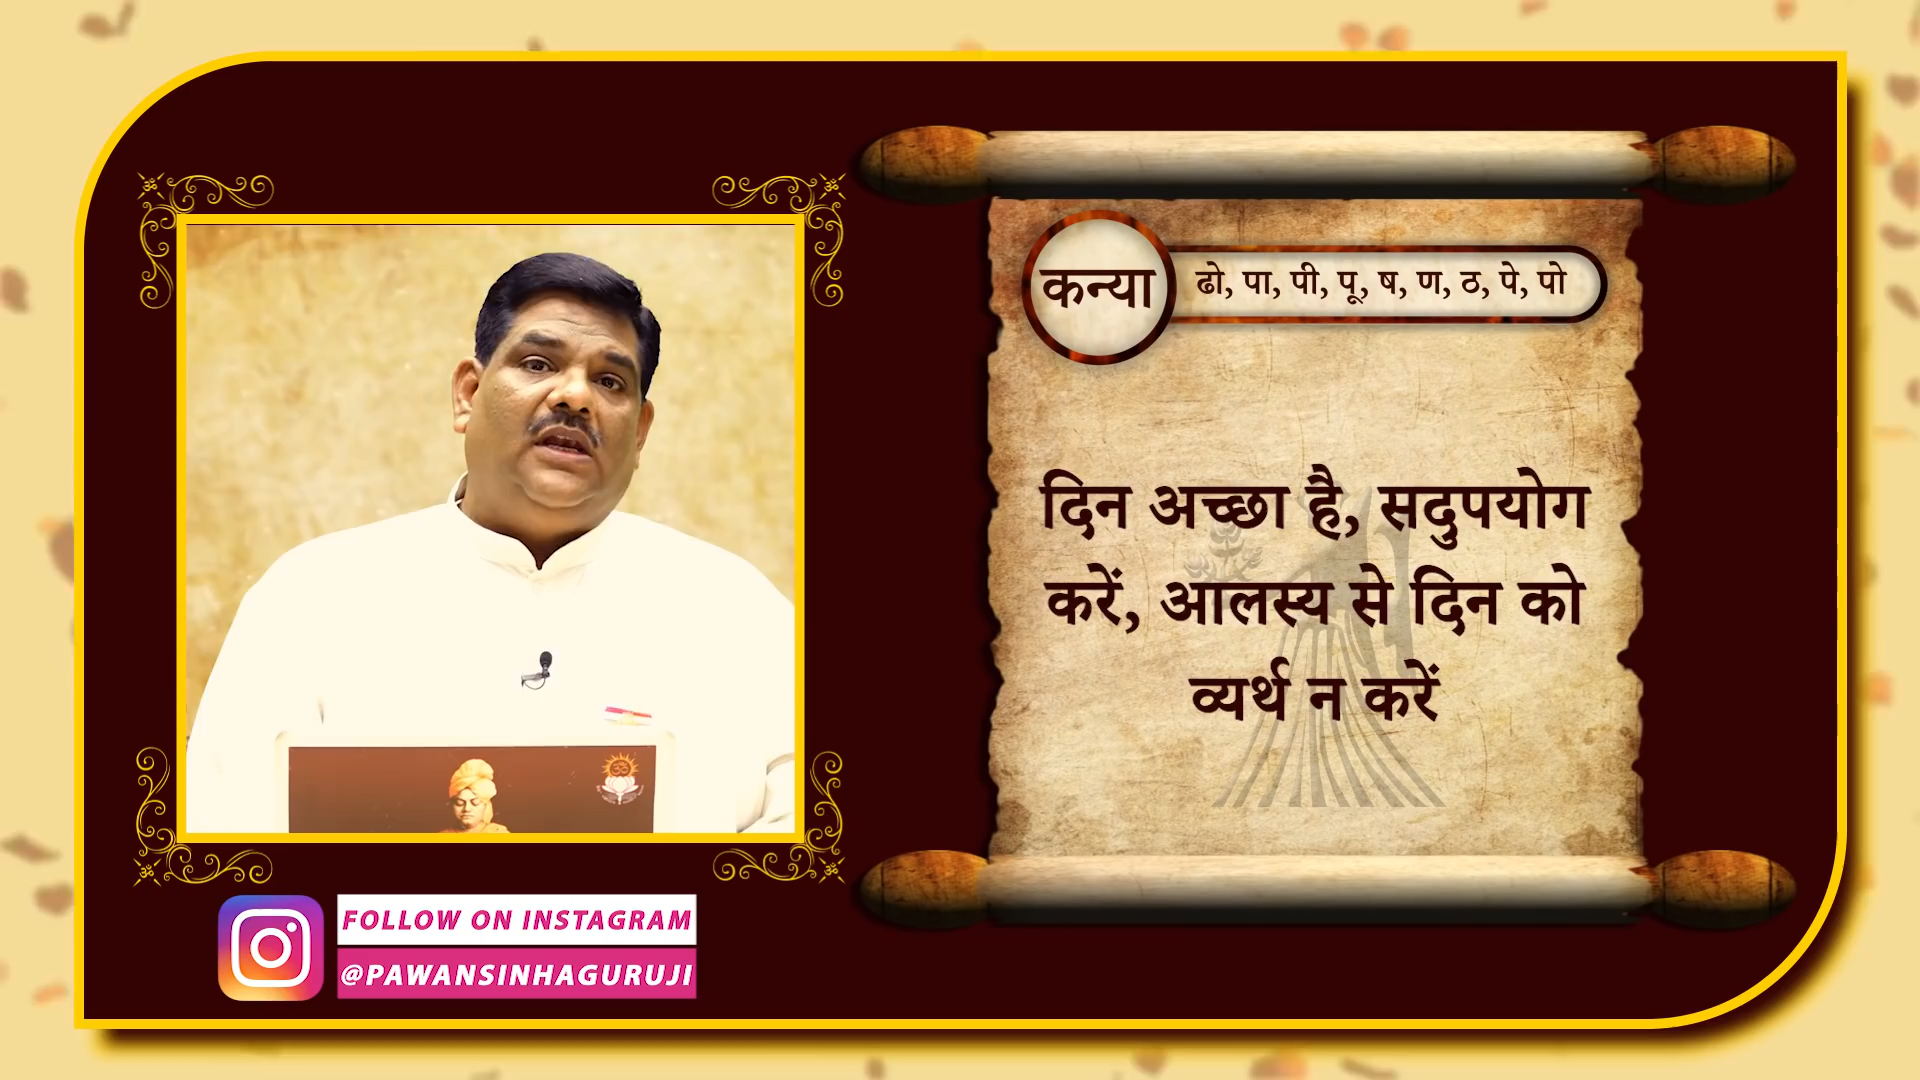 कन्या
ढो, पा, पी, पू, ष, ण, ठ, पे, पो
दिन अच्छा है, सदुपयोग
करें, आलस्य से दिन को
व्यर्थ न करें
FOLLOW ON INSTAGRAM
@PAWANSINHAGURUJI